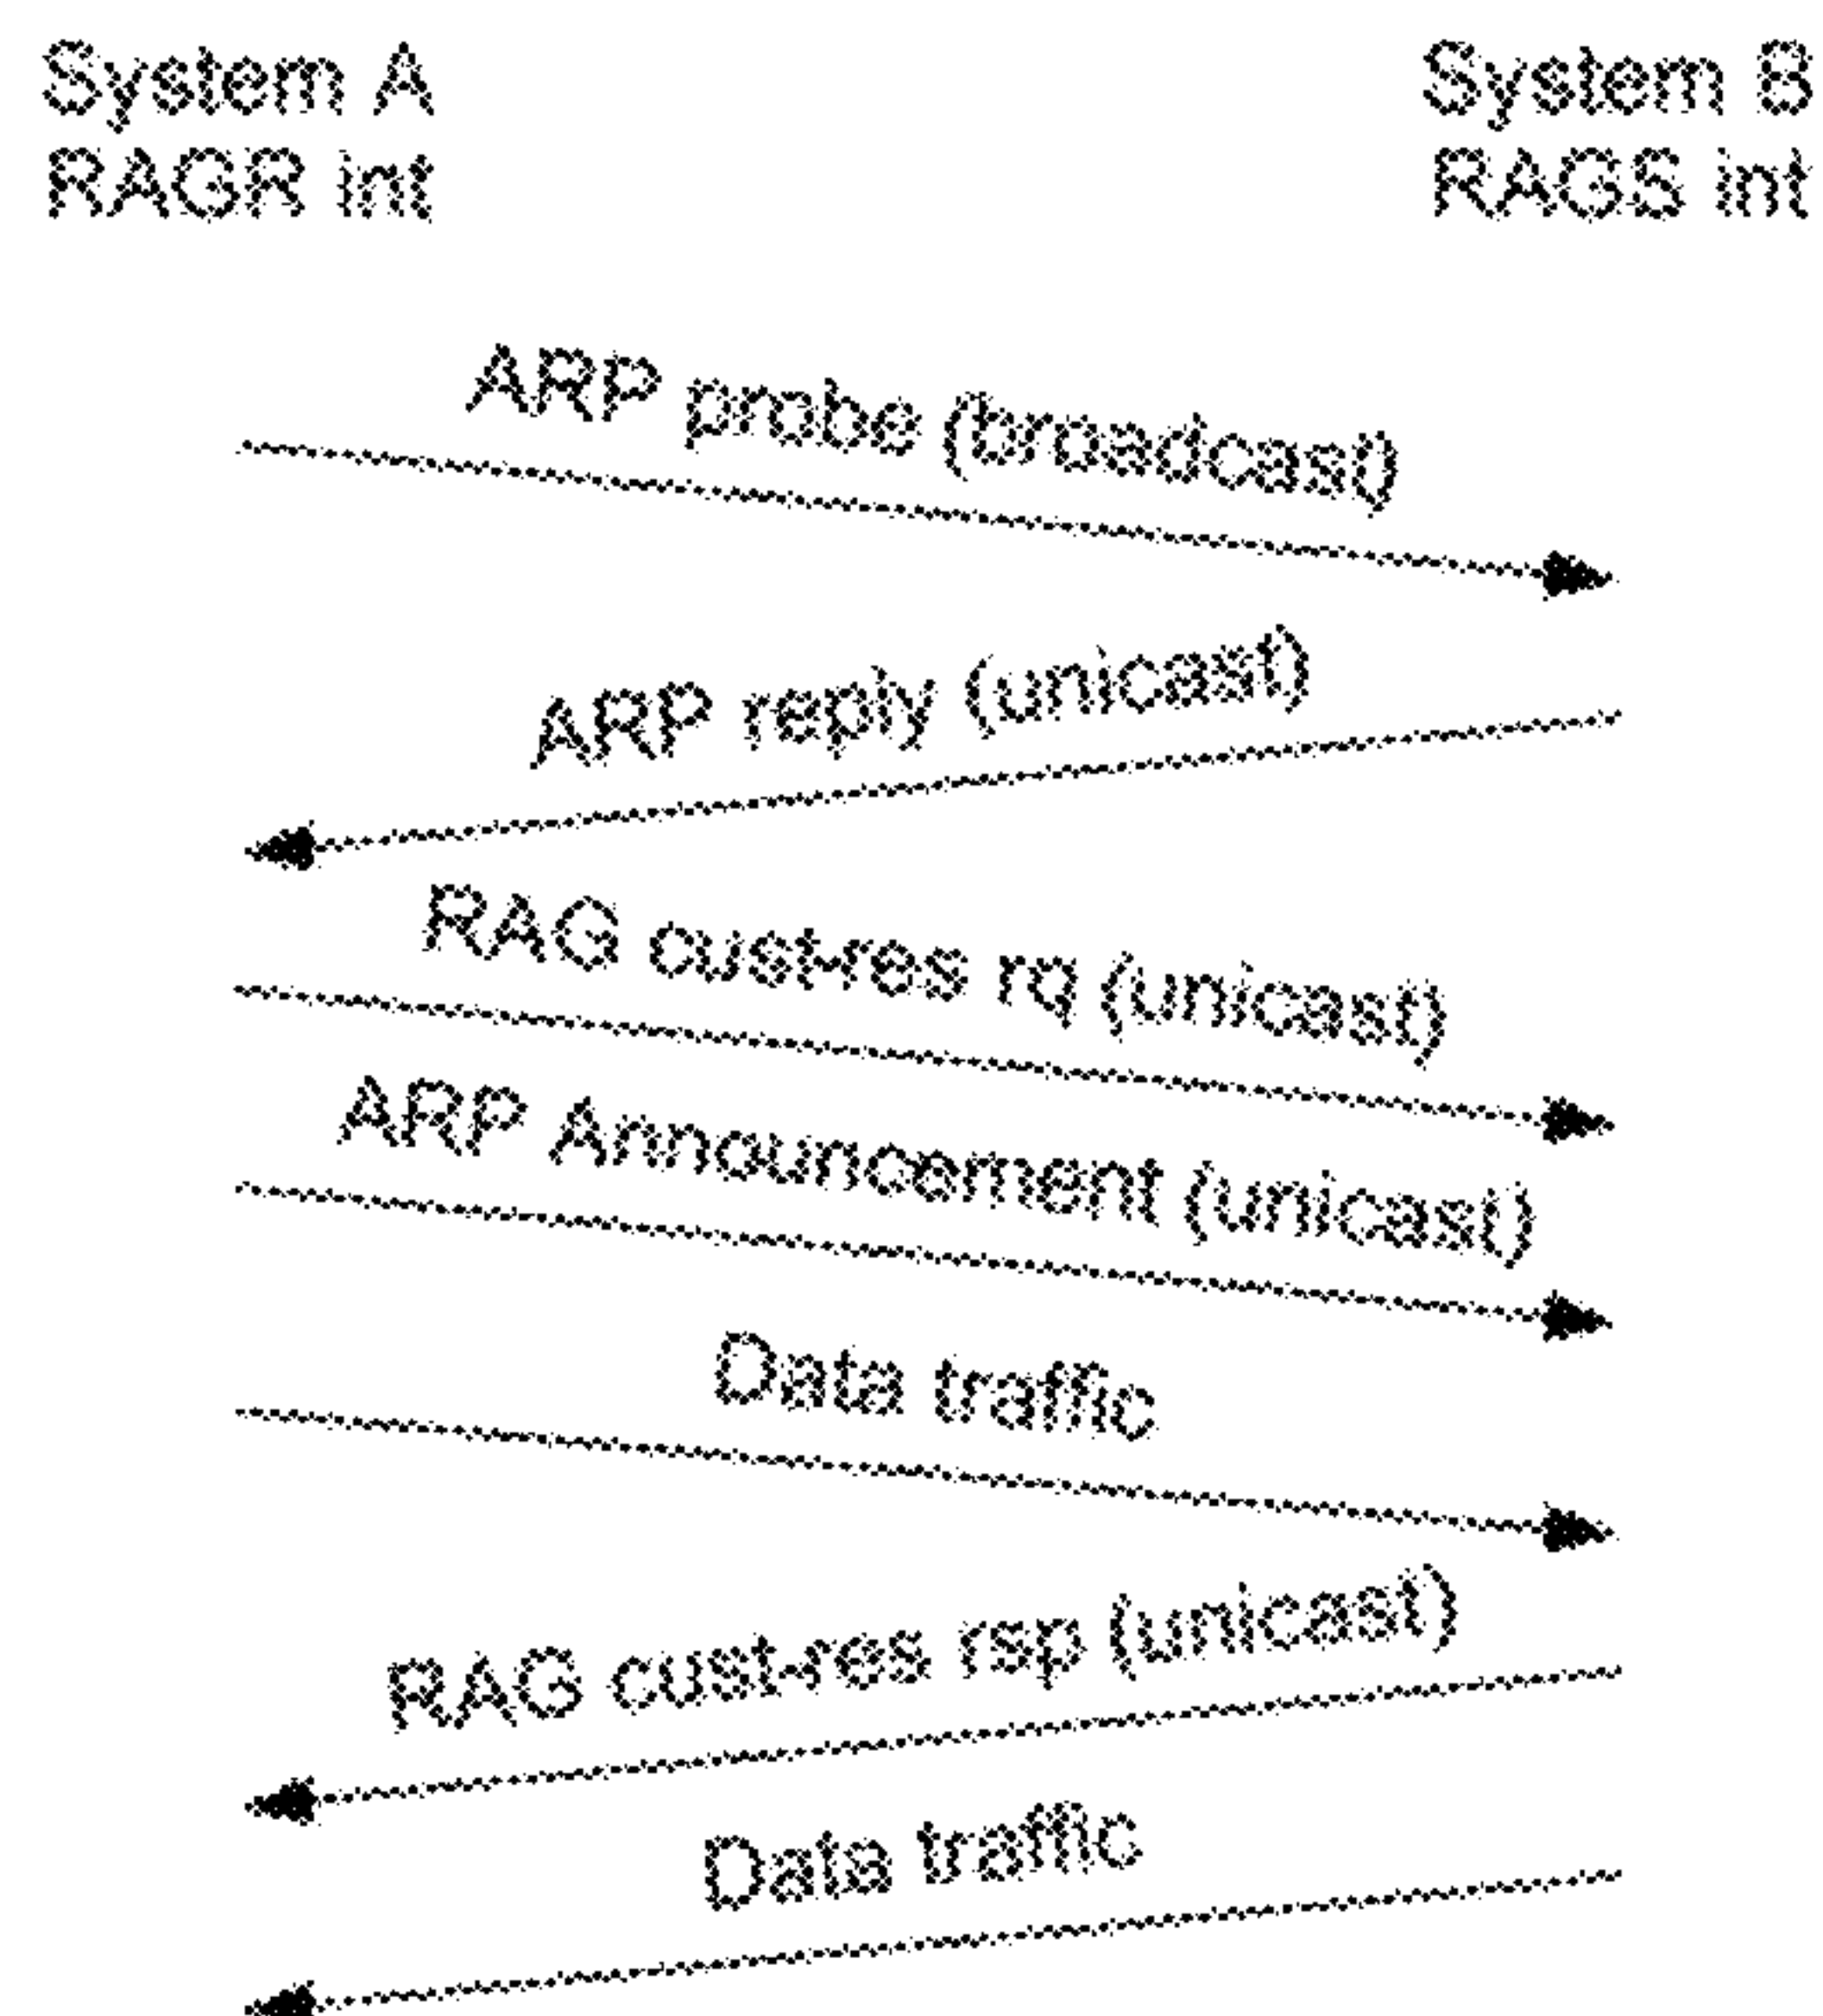 System A
RAGR int
System B
RAGS int
ARP probe (broadcast)
ARP reply (unicast)
RAG cust-res rq (unicast)
ARP Announcement (unicast)
Data traffic
RAG cust-res rsp (unicast)
Data traffic